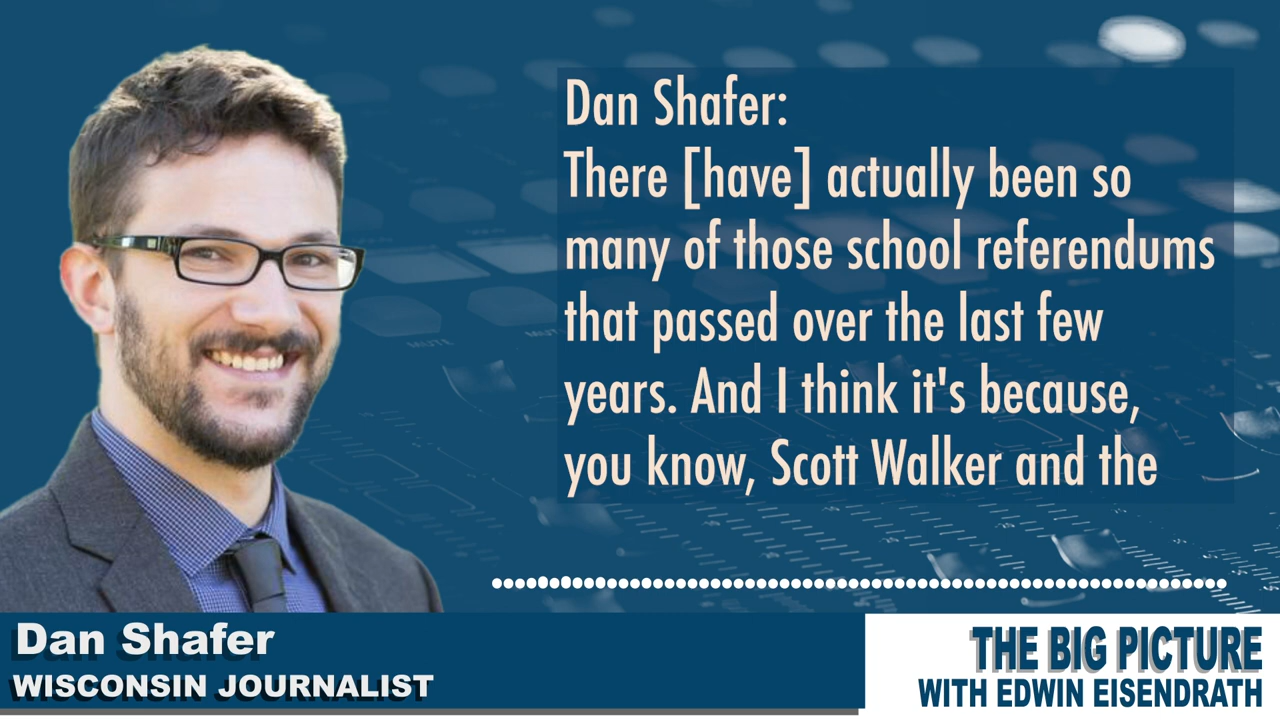 Dan Shafer:
There [have] actually been so
many of those school referendums
that passed over the last few
years. And I think it's because,
you know, Scott Walker and the
MUTE
Dan Shafer
WISCONSIN JOURNALIST
THE BIG PICTURE
WITH EDWIN EISENDRATH